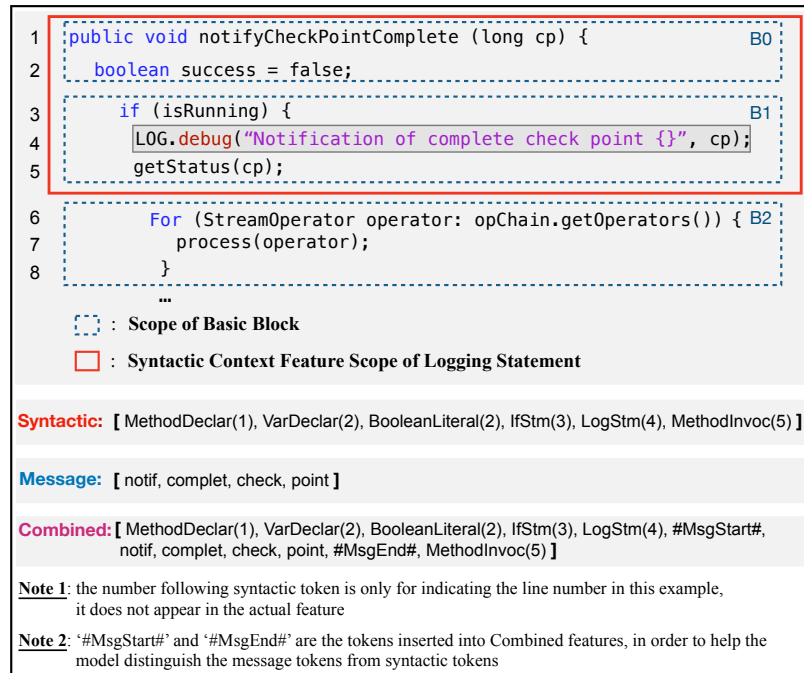 1 public void notifyCheckPointComplete (long cp) { B0
2 boolean success = false;
3 if (isRunning) { B1
4 LOG.debug(“Notification of complete check point {}”, cp);
5 getStatus(cp);
6 For (StreamOperator operator: opChain.getOperators()) { B2
7 process(operator);
8 }
…
: Scope of Basic Block
: Syntactic Context Feature Scope of Logging Statement
Syntactic: [ MethodDeclar(1), VarDeclar(2), BooleanLiteral(2), IfStm(3), LogStm(4), MethodInvoc(5) ]
Message: [ notif, complet, check, point ]
Combined: [ MethodDeclar(1), VarDeclar(2), BooleanLiteral(2), IfStm(3), LogStm(4), #MsgStart#,
notif, complet, check, point, #MsgEnd#, MethodInvoc(5) ]
Note 1: the number following syntactic token is only for indicating the line number in this example,
it does not appear in the actual feature
Note 2: ‘#MsgStart#’ and ‘#MsgEnd#’ are the tokens inserted into Combined features, in order to help the
model distinguish the message tokens from syntactic tokens